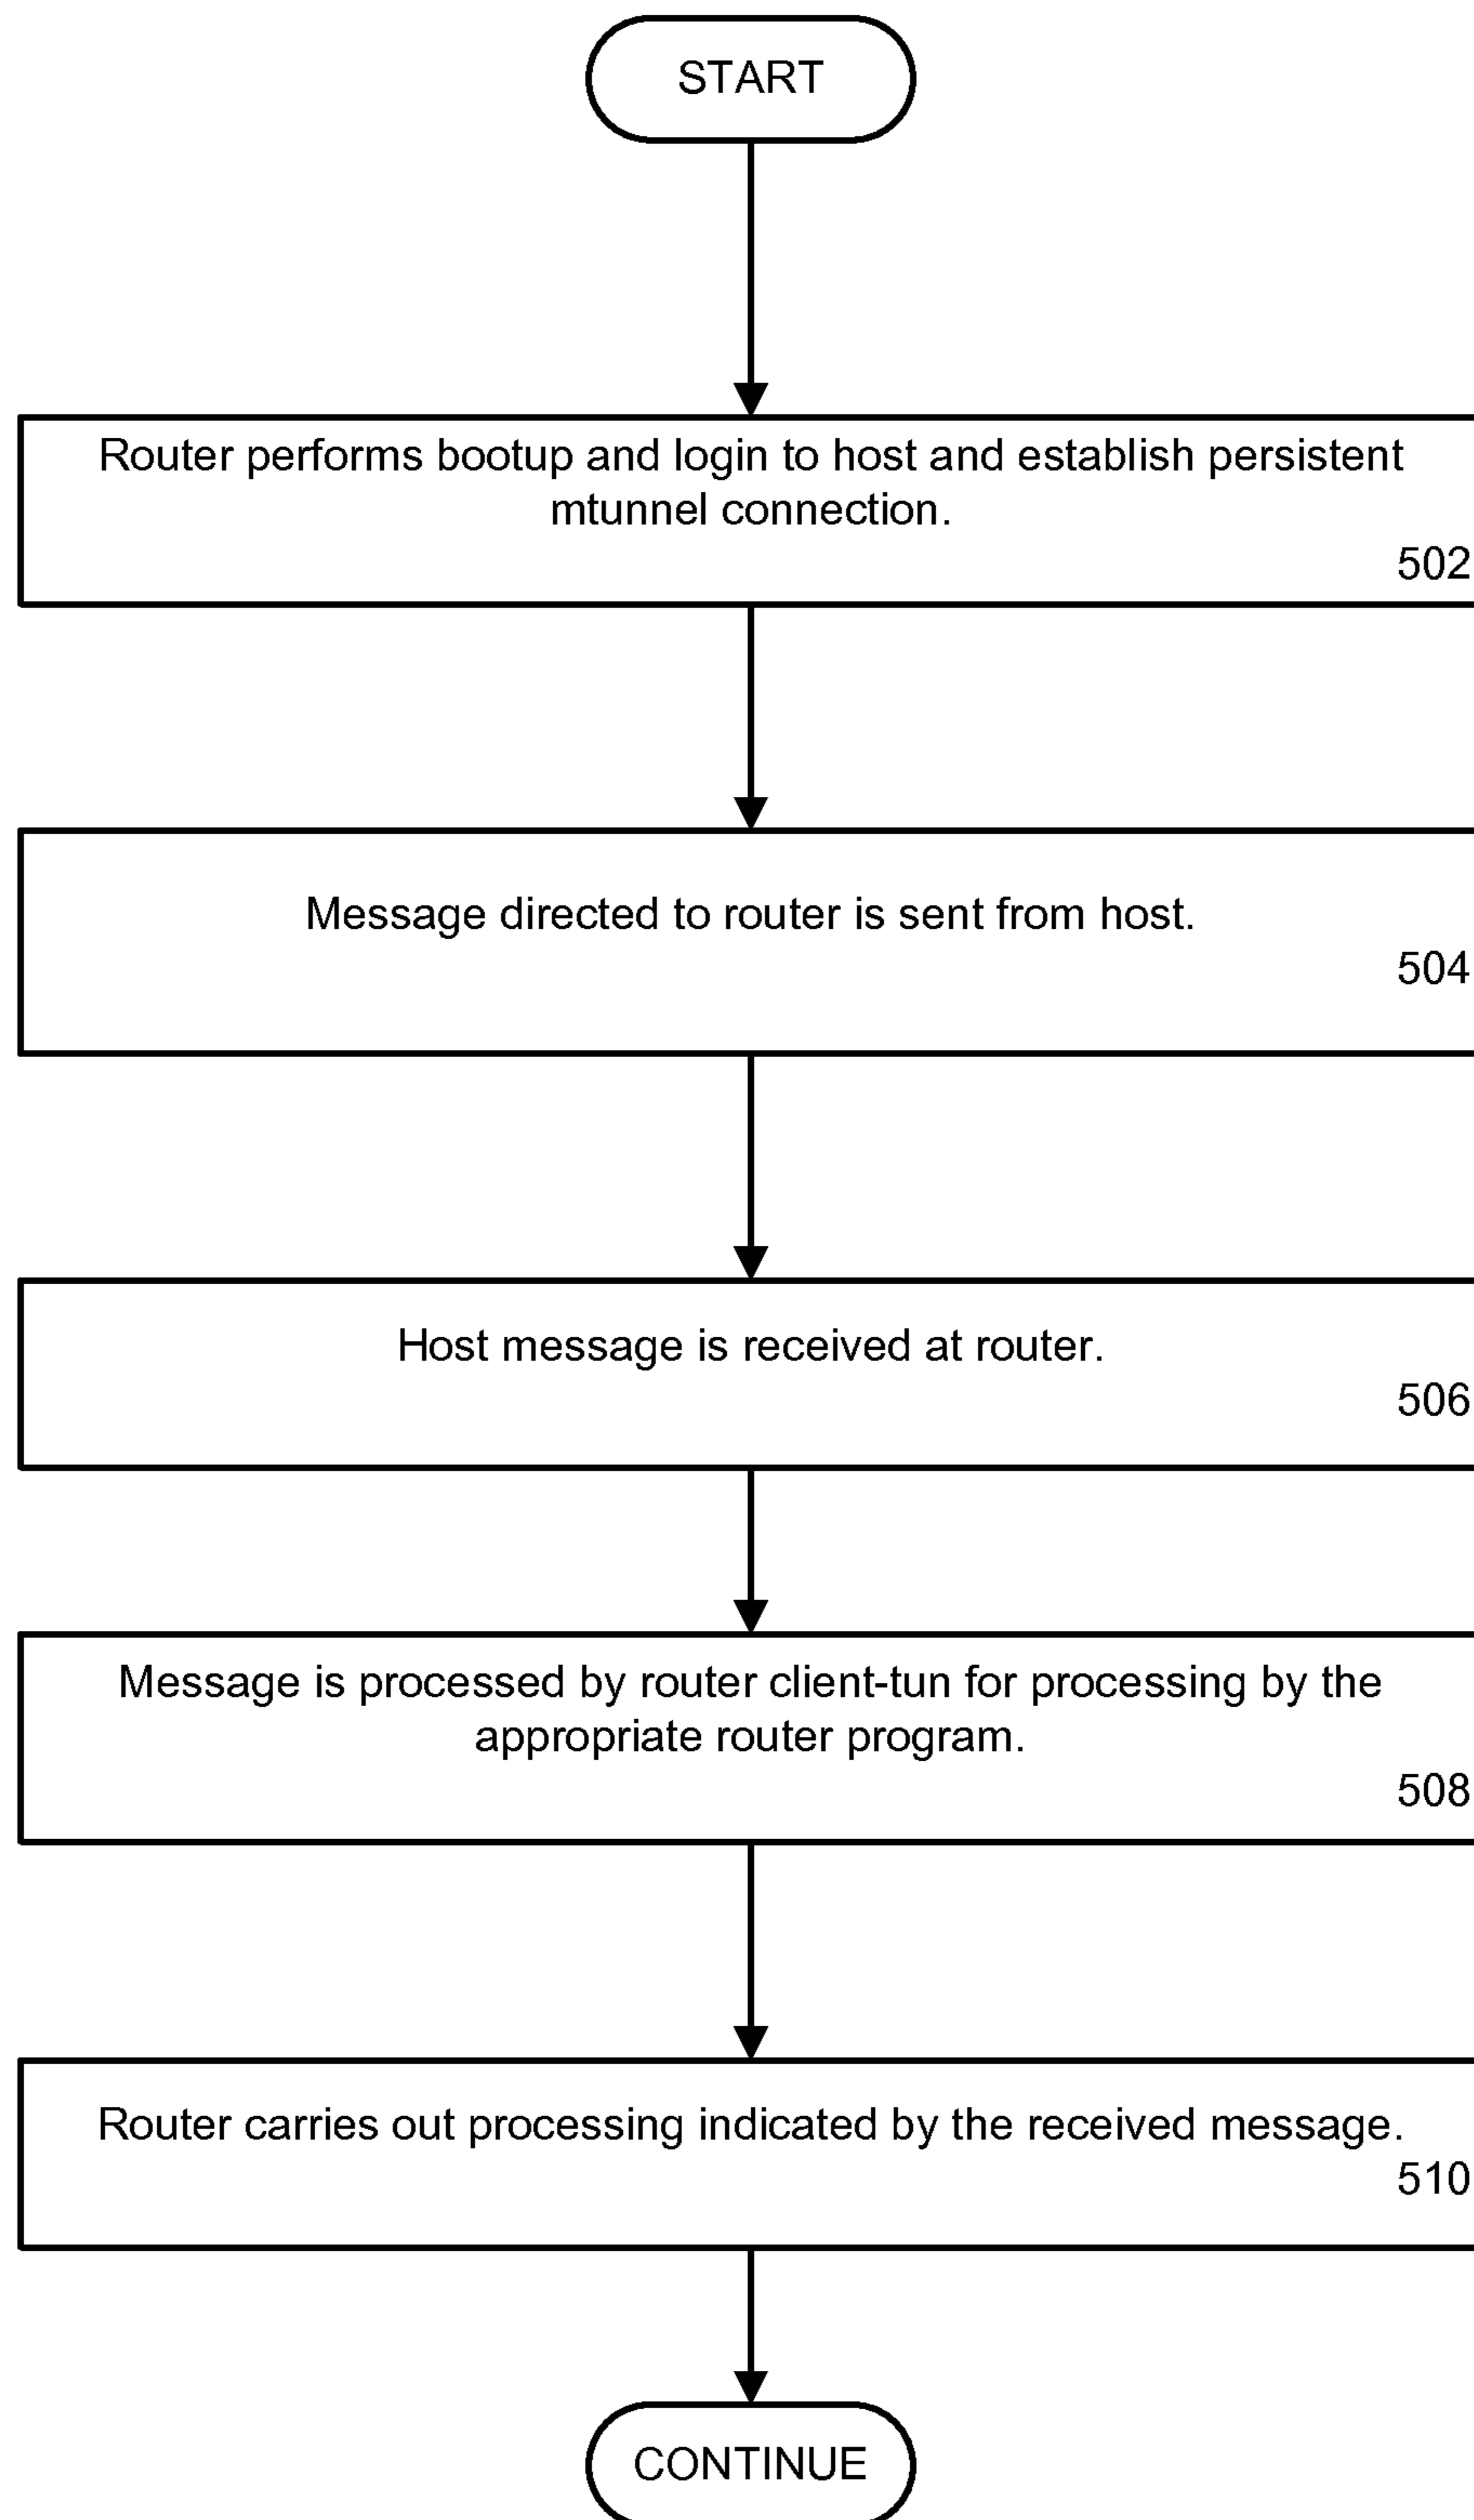 START
Router performs bootup and login to host and establish persistent
mtunnel connection.
502
Message directed to router is sent from host.
504
Host message is received at router.
506
Message is processed by router client-tun for processing by the
appropriate router program.
508
Router carries out processing indicated by the received message.
510
CONTINUE